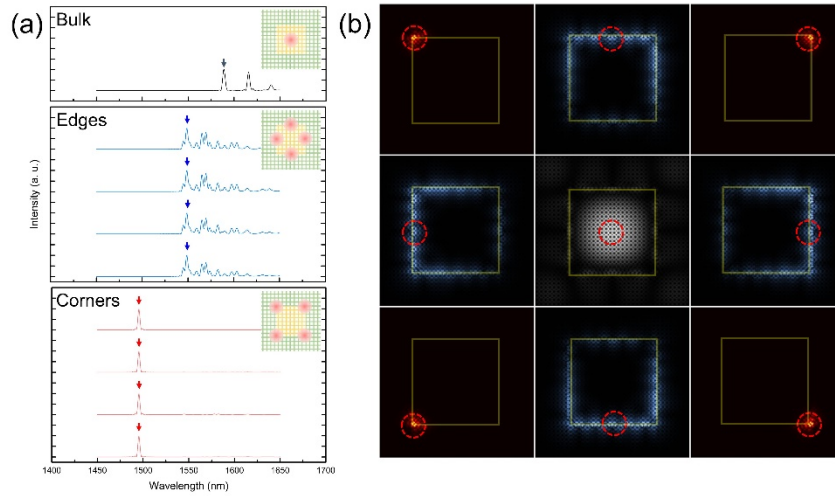 (a)
Bulk
Edges
Corners
Intensity (a. u.)
1400 1450 1500 1550 1600 1650 1700
Wavelength (nm)
(b)